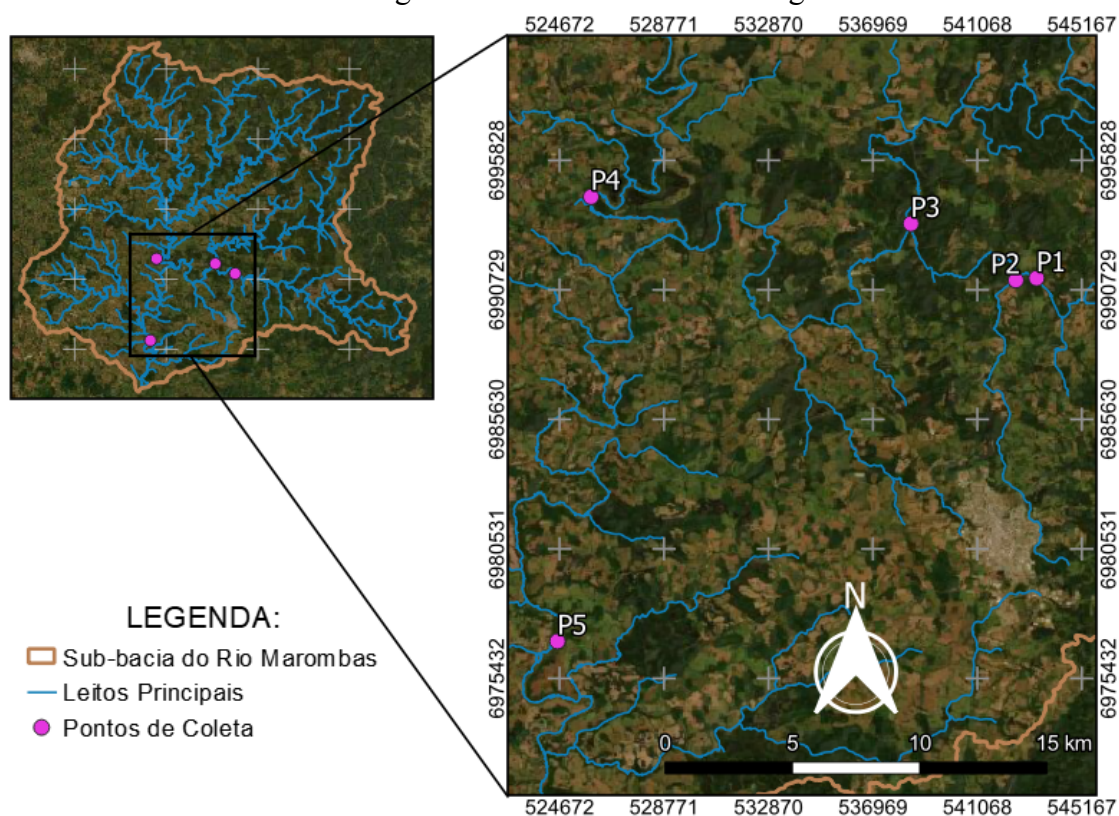 524672 528771 532870 536969 541068 545167
6995828
6990729
6985630
6980531
6975432
P4
P3
P2 P1
P5
N
0 5 10 15 km
6995828
6990729
6985630
6980531
6975432
524672 528771 532870 536969 541068 545167
LEGENDA:
Sub-bacia do Rio Marombas
Leitos Principais
Pontos de Coleta